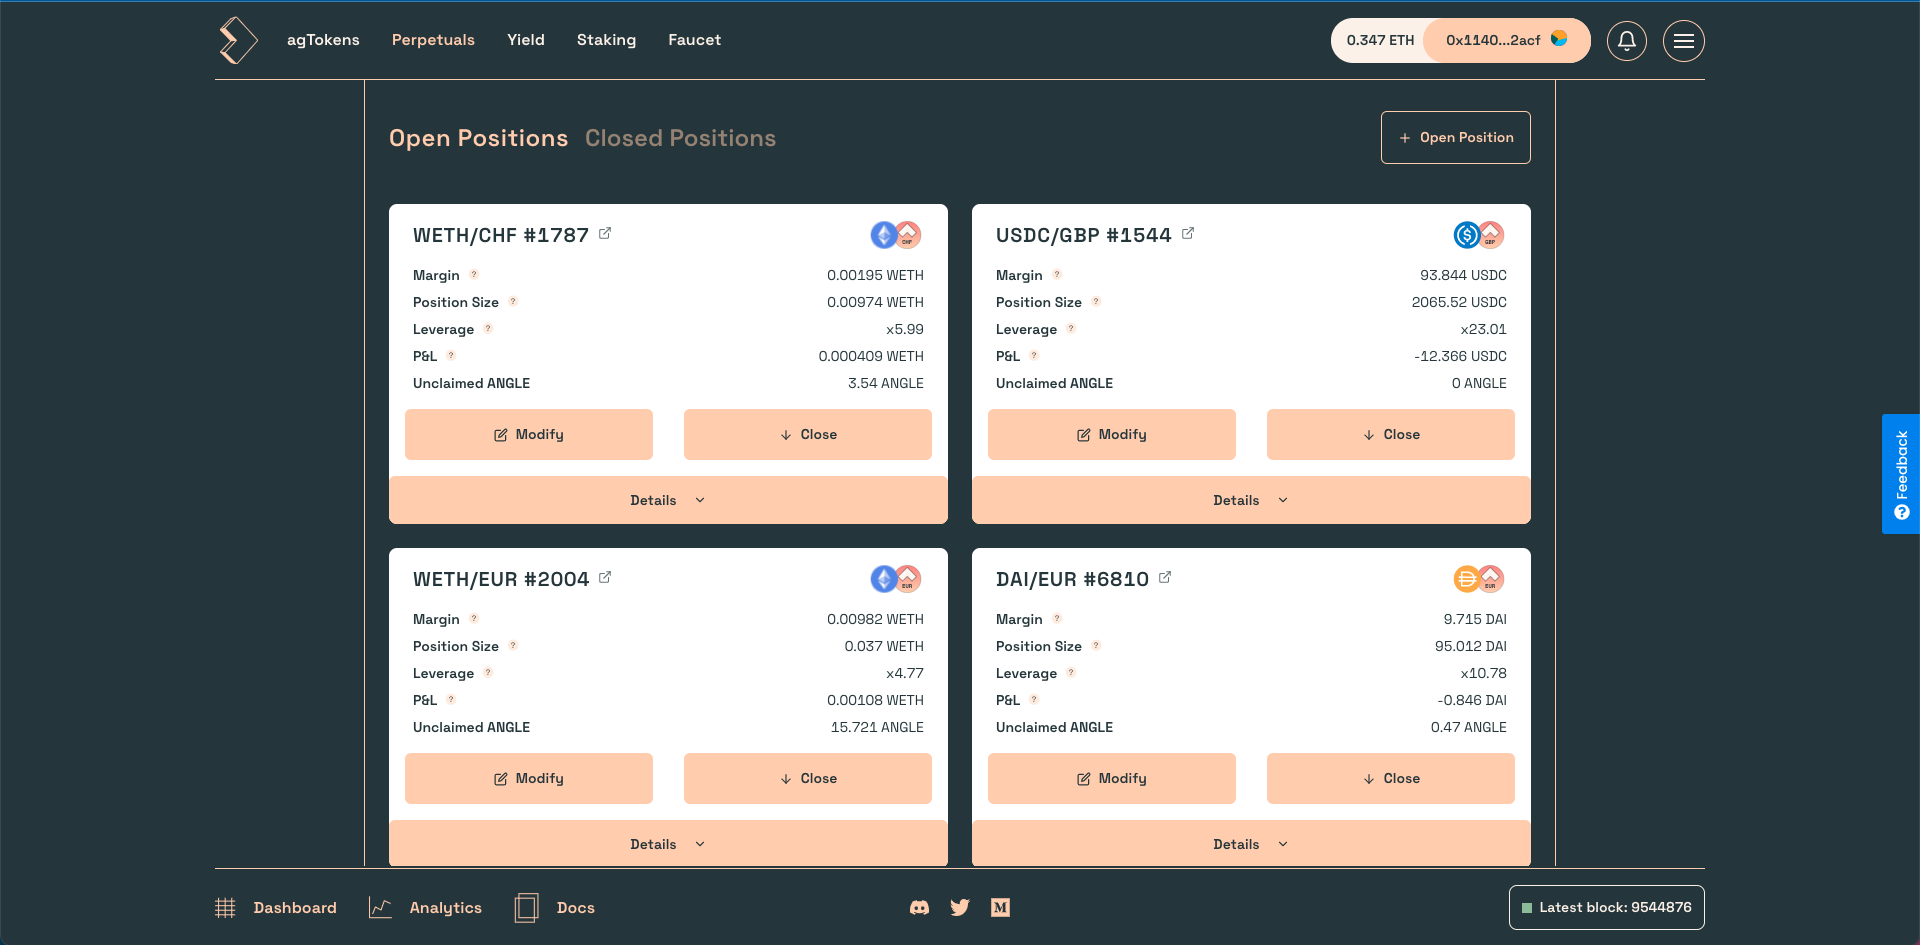 agTokens Perpetuals Yield Staking Faucet 0.347 ETH 0x1140...2acf
Open Positions Closed Positions + Open Position
WETH/CHF #1787
CHF
Margin ? 0.00195 WETH
Position Size ? 0.00974 WETH
Leverage ? x5.99
P&L ? 0.000409 WETH
Unclaimed ANGLE 3.54 ANGLE
Modify Close
Details
USDC/GBP #1544
GBP
Margin ? 93.844 USDC
Position Size ? 2065.52 USDC
Leverage ? x23.01
P&L ? -12.366 USDC
Unclaimed ANGLE 0 ANGLE
Modify Close
Details
WETH/EUR #2004
EUR
Margin ? 0.00982 WETH
Position Size ? 0.037 WETH
Leverage ? x4.77
P&L ? 0.00108 WETH
Unclaimed ANGLE 15.721 ANGLE
Modify Close
Details
DAI/EUR #6810
EUR
Margin ? 9.715 DAI
Position Size ? 95.012 DAI
Leverage ? x10.78
P&L ? -0.846 DAI
Unclaimed ANGLE 0.47 ANGLE
Modify Close
Details
? Feedback
Dashboard Analytics Docs M Latest block: 9544876